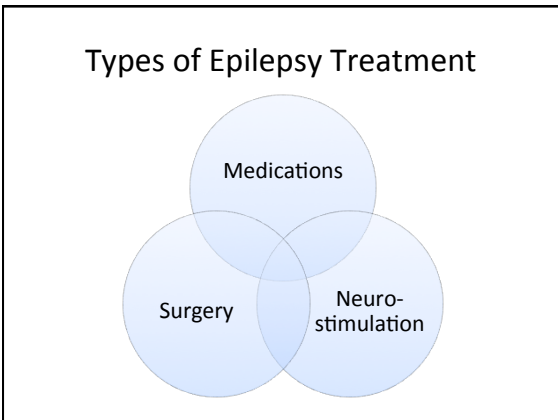 Types of Epilepsy Treatment
Medications
Surgery
Neuro-
stimulation